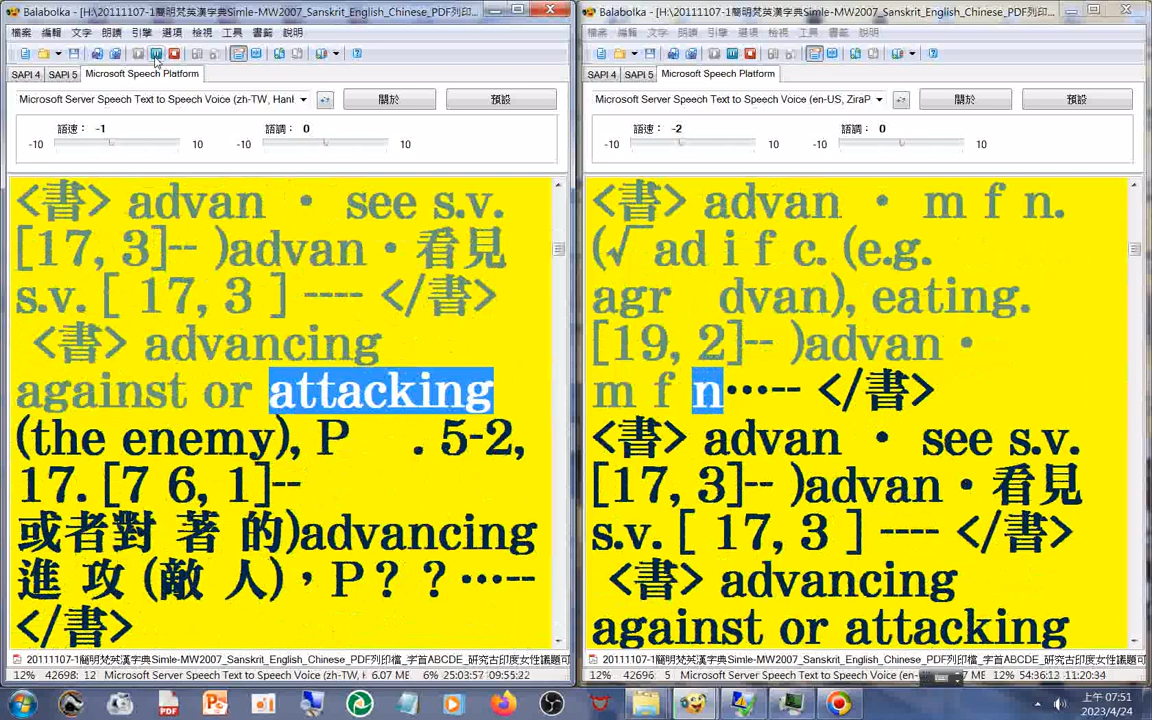 Balabolka - [H:\20111107-1簡明梵英漢字典Simle-MW2007_Sanskrit_English_Chinese_PDF列印...
檔案 編輯 文字 朗讀 引擎 選項 檢視 工具 書籤 說明
SAPI 4 SAPI 5 Microsoft Speech Platform
Microsoft Server Speech Text to Speech Voice (zh-TW, HanH 關於 預設
語速： -1 語調： 0
-10 10 -10 10
<書> advan • see s.v.
[17, 3]-- )advan • 看見
s.v. [ 17, 3 ] ---- </書>
<書> advancing
against or attacking
(the enemy), P . 5-2,
17. [7 6, 1]--
或者對 著 的)advancing
進 攻 (敵 人)，P？？…--
</書>
20111107-1簡明梵英漢字典Simle-MW2007_Sanskrit_English_Chinese_PDF列印檔_字首ABCDE_研究古印度女性議題可
12% 42698: 12 Microsoft Server Speech Text to Speech Voice (zh-TW, H 6.07 MB 6% 25:03:57 - 09:55:22
Balabolka - [H:\20111107-1簡明梵英漢字典Simle-MW2007_Sanskrit_English_Chinese_PDF列印...
檔案 編輯 文字 朗讀 引擎 選項 檢視 工具 書籤 說明
SAPI 4 SAPI 5 Microsoft Speech Platform
Microsoft Server Speech Text to Speech Voice (en-US, ZiraP 關於 預設
語速： -2 語調： 0
-10 10 -10 10
<書> advan • m f n.
(√ ad i f c. (e.g.
agr dvan), eating.
[19, 2]-- )advan •
m f n…-- </書>
<書> advan • see s.v.
[17, 3]-- )advan • 看見
s.v. [ 17, 3 ] ---- </書>
<書> advancing
against or attacking
20111107-1簡明梵英漢字典Simle-MW2007_Sanskrit_English_Chinese_PDF列印檔_字首ABCDE_研究古印度女性議題可
12% 42696: 5 Microsoft Server Speech Text to Speech Voice (en- 12% 54:36:13 - 11:20:34
PDF
上午 07:51
2023/4/24